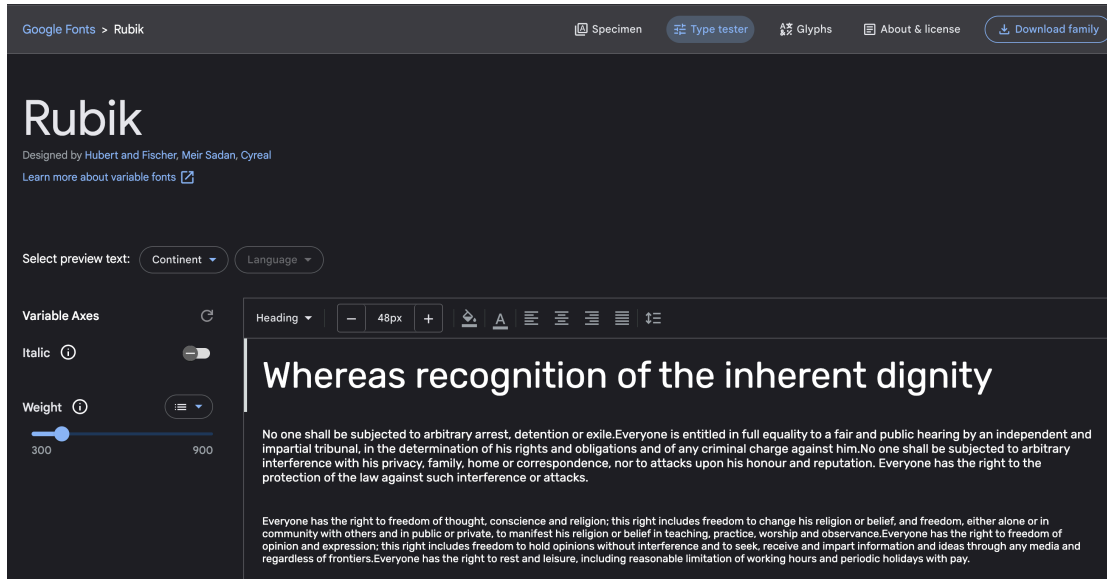 Google Fonts > Rubik
Specimen
Type tester
Glyphs
About & license
Download family
Rubik
Designed by Hubert and Fischer, Meir Sadan, Cyreal
Learn more about variable fonts
Select preview text:
Continent
Language
Variable Axes
Italic
Weight
300
900
Heading
48px
A
Whereas recognition of the inherent dignity
No one shall be subjected to arbitrary arrest, detention or exile.Everyone is entitled in full equality to a fair and public hearing by an independent and
impartial tribunal, in the determination of his rights and obligations and of any criminal charge against him.No one shall be subjected to arbitrary
interference with his privacy, family, home or correspondence, nor to attacks upon his honour and reputation. Everyone has the right to the
protection of the law against such interference or attacks.
Everyone has the right to freedom of thought, conscience and religion; this right includes freedom to change his religion or belief, and freedom, either alone or in
community with others and in public or private, to manifest his religion or belief in teaching, practice, worship and observance.Everyone has the right to freedom of
opinion and expression; this right includes freedom to hold opinions without interference and to seek, receive and impart information and ideas through any media and
regardless of frontiers.Everyone has the right to rest and leisure, including reasonable limitation of working hours and periodic holidays with pay.